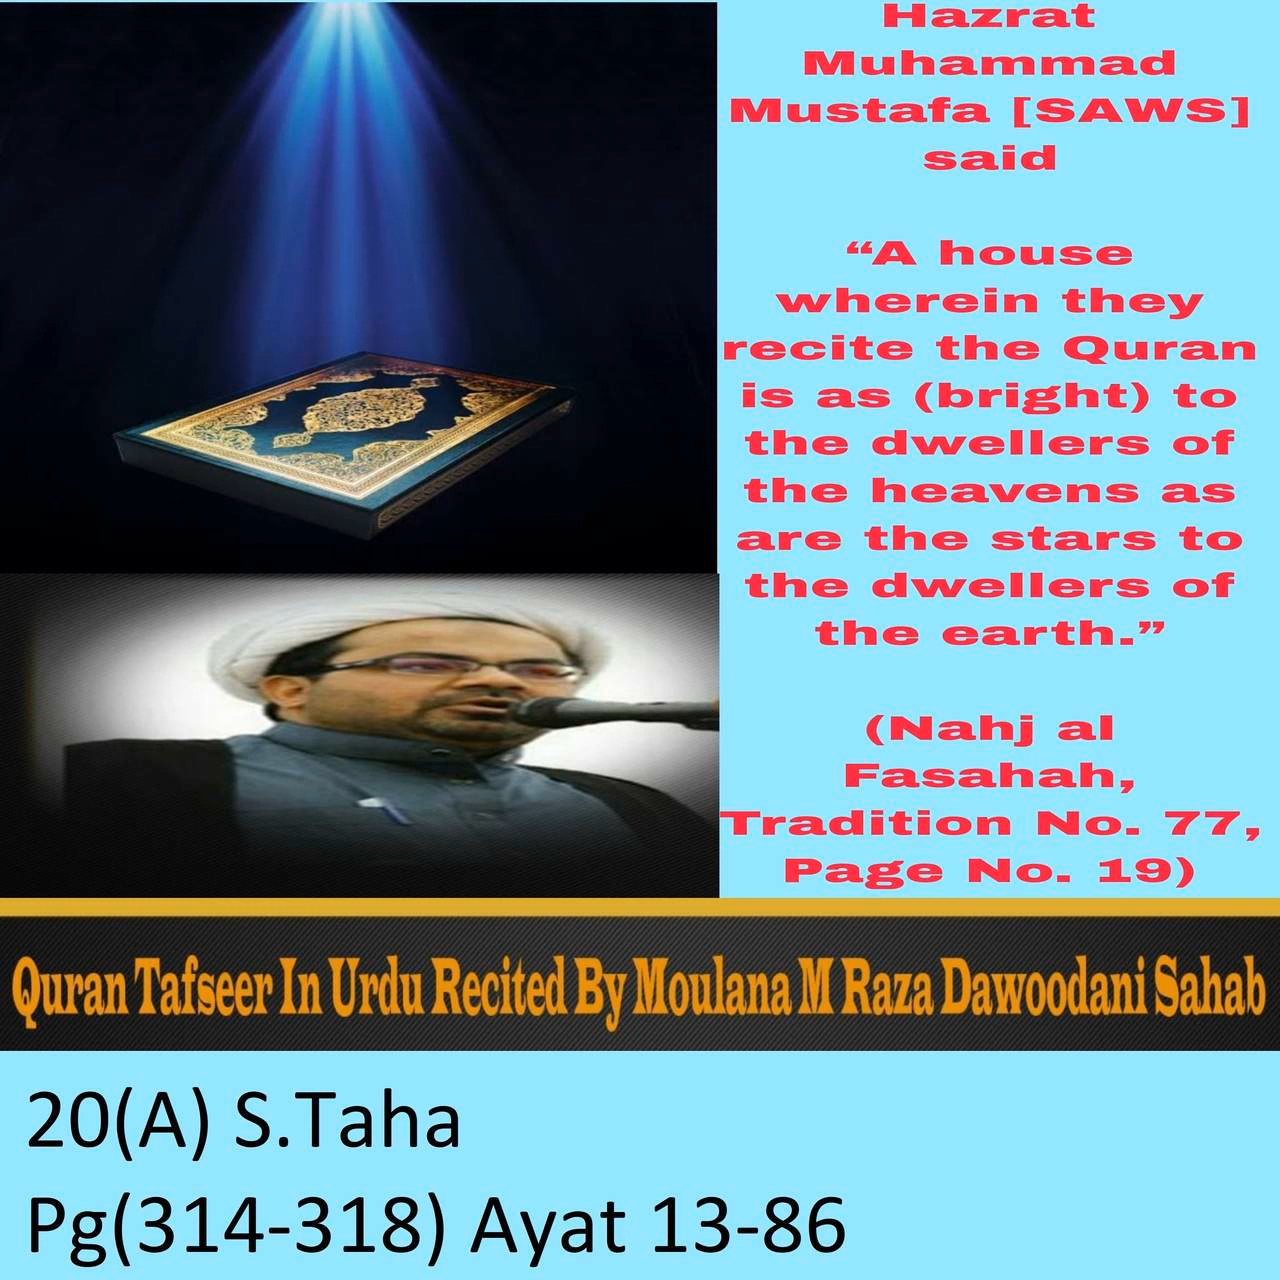 Hazrat
Muhammad
Mustafa [SAWS]
said
“A house
wherein they
recite the Quran
is as (bright) to
the dwellers of
the heavens as
are the stars to
the dwellers of
the earth.”
(Nahj al
Fasahah,
Tradition No. 77,
Page No. 19)
Quran Tafseer In Urdu Recited By Moulana M Raza Dawoodani Sahab
20(A) S.Taha
Pg(314-318) Ayat 13-86